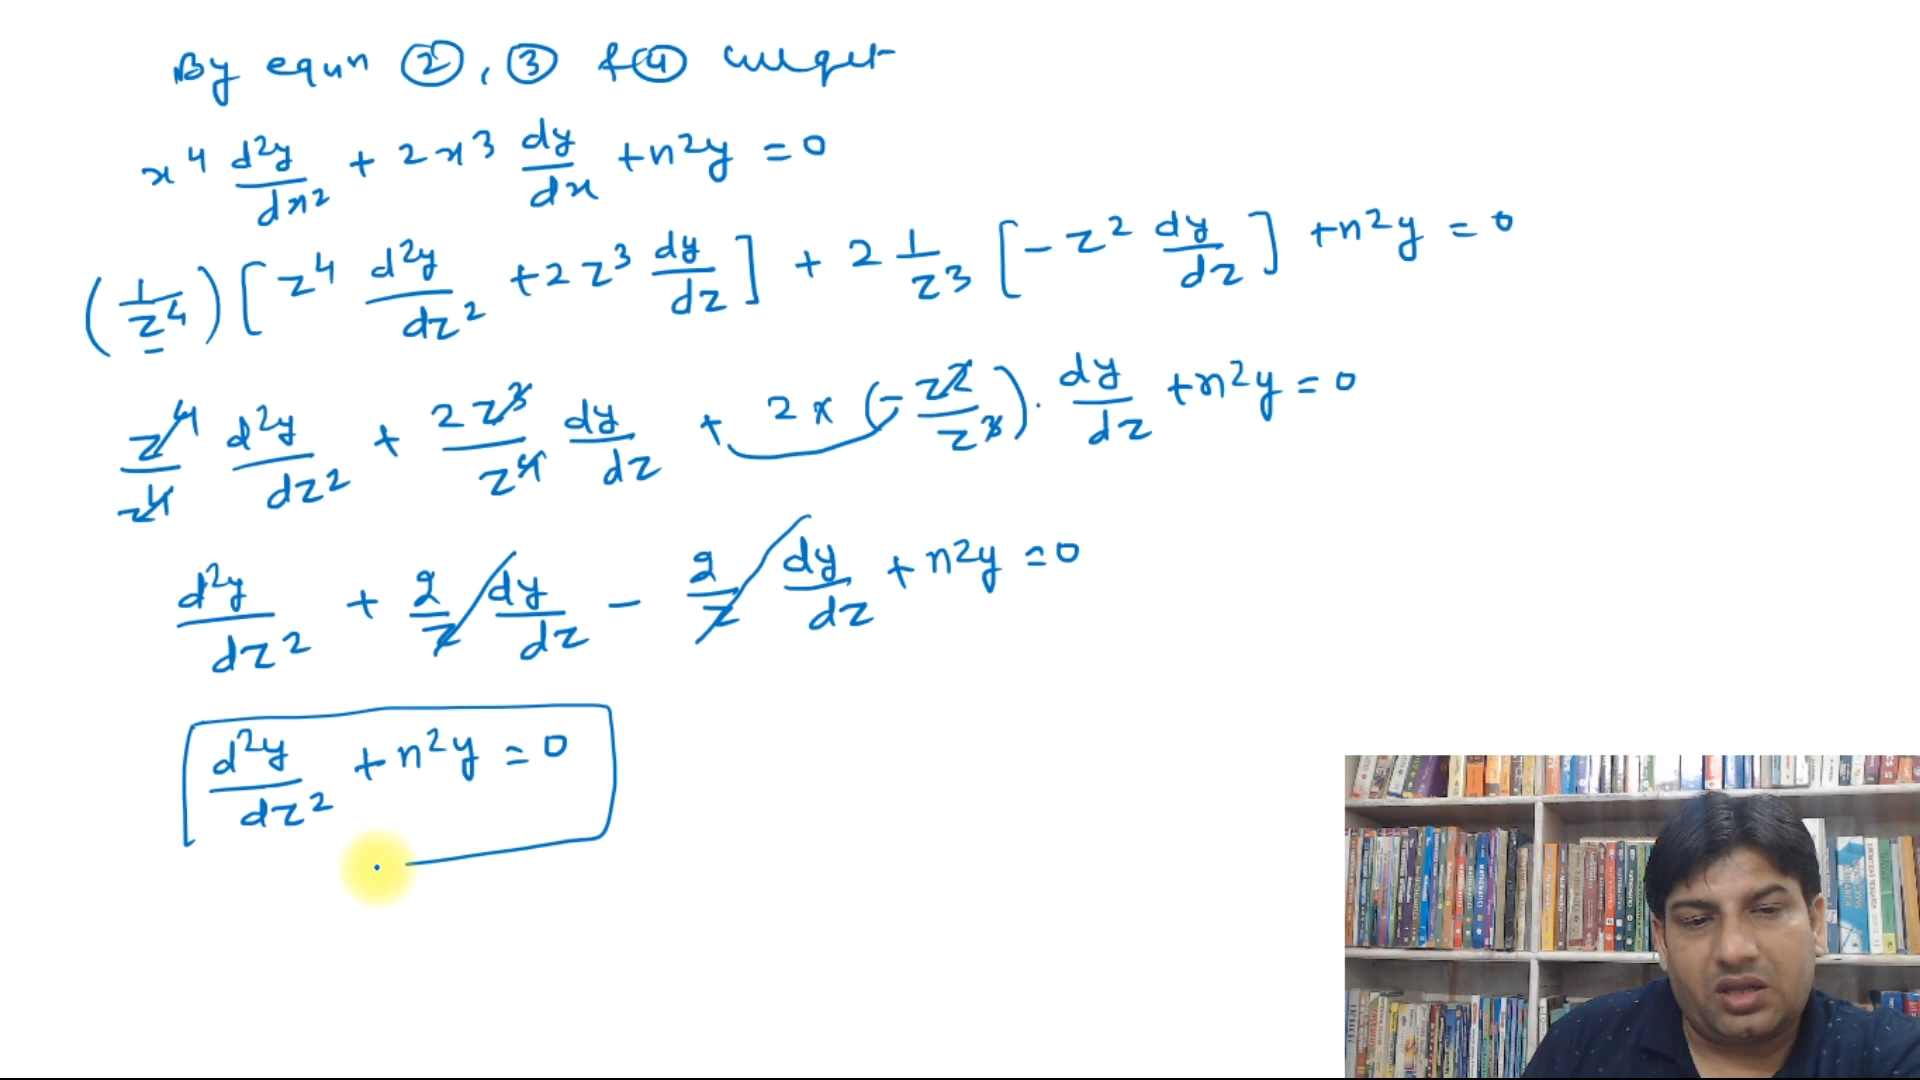 By equn ②, ③ & ④ we get
x⁴ d²y/dx² + 2x³ dy/dx + n²y = 0
(1/z⁴) [z⁴ d²y/dz² + 2z³ dy/dz] + 2 1/z³ [-z² dy/dz] + n²y = 0
z⁴/z⁴ d²y/dz² + 2z³/z⁴ dy/dz + 2 × (-z²/z³) · dy/dz + n²y = 0
d²y/dz² + 2/z dy/dz - 2/z dy/dz + n²y = 0
d²y/dz² + n²y = 0